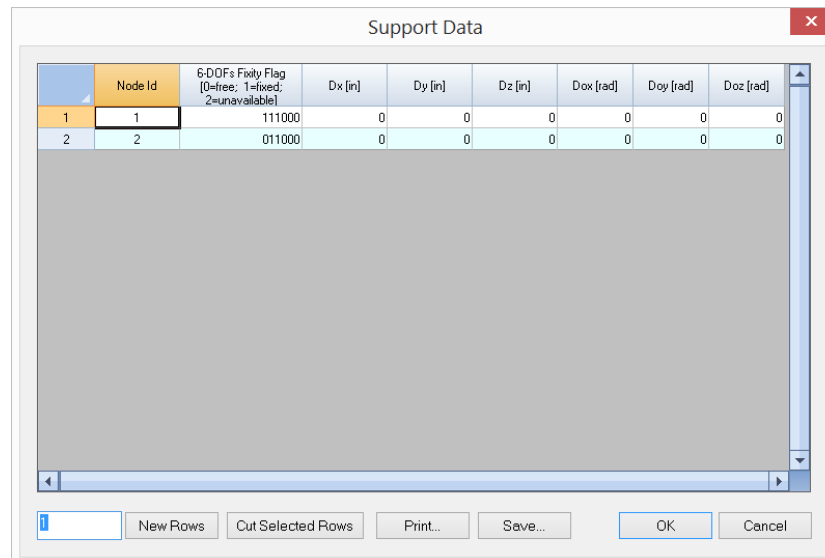 Support Data
x
Node Id
6-DOFs Fixity Flag
[0=free; 1=fixed;
2=unavailable]
Dx [in]
Dy [in]
Dz [in]
Dox [rad]
Doy [rad]
Doz [rad]
1 1 111000 0 0 0 0 0 0
2 2 011000 0 0 0 0 0 0
1 New Rows Cut Selected Rows Print... Save... OK Cancel